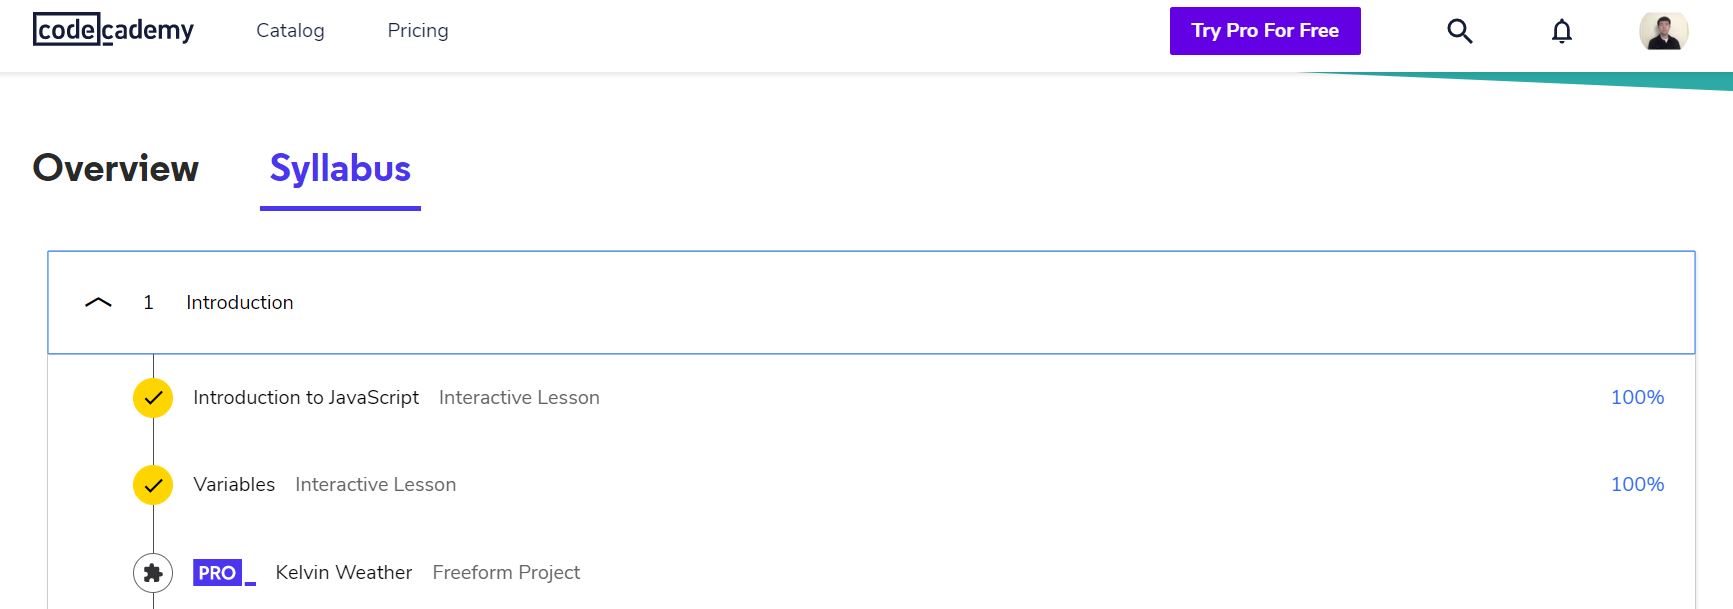 codecademy Catalog Pricing Try Pro For Free
Overview Syllabus
1 Introduction
Introduction to JavaScript Interactive Lesson 100%
Variables Interactive Lesson 100%
PRO_ Kelvin Weather Freeform Project